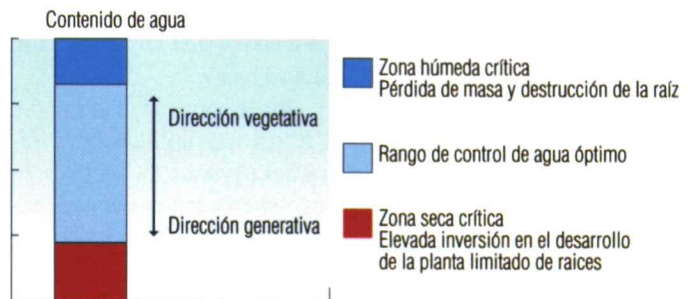 Contenido de agua
Dirección vegetativa
Dirección generativa
Zona húmeda crítica
Pérdida de masa y destrucción de la raíz
Rango de control de agua óptimo
Zona seca crítica
Elevada inversión en el desarrollo
de la planta limitado de raices